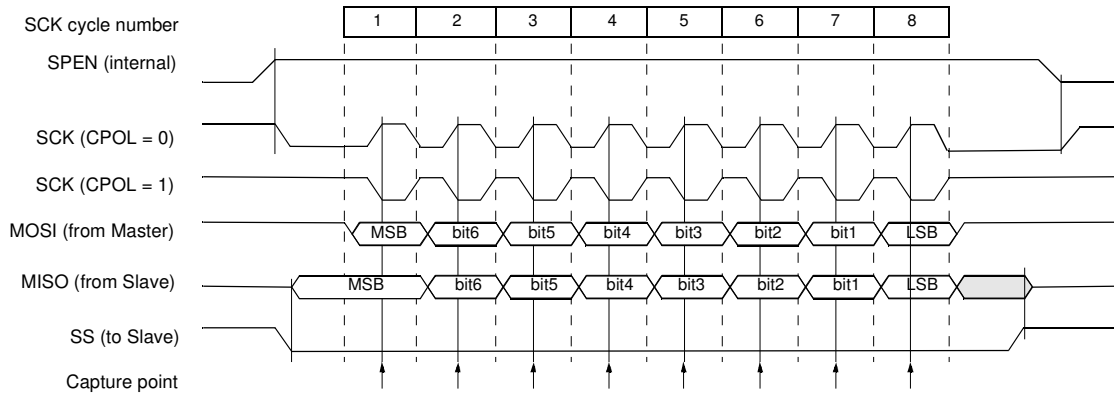 SCK cycle number 1 2 3 4 5 6 7 8
SPEN (internal)
SCK (CPOL = 0)
SCK (CPOL = 1)
MOSI (from Master) MSB bit6 bit5 bit4 bit3 bit2 bit1 LSB
MISO (from Slave) MSB bit6 bit5 bit4 bit3 bit2 bit1 LSB
SS (to Slave)
Capture point